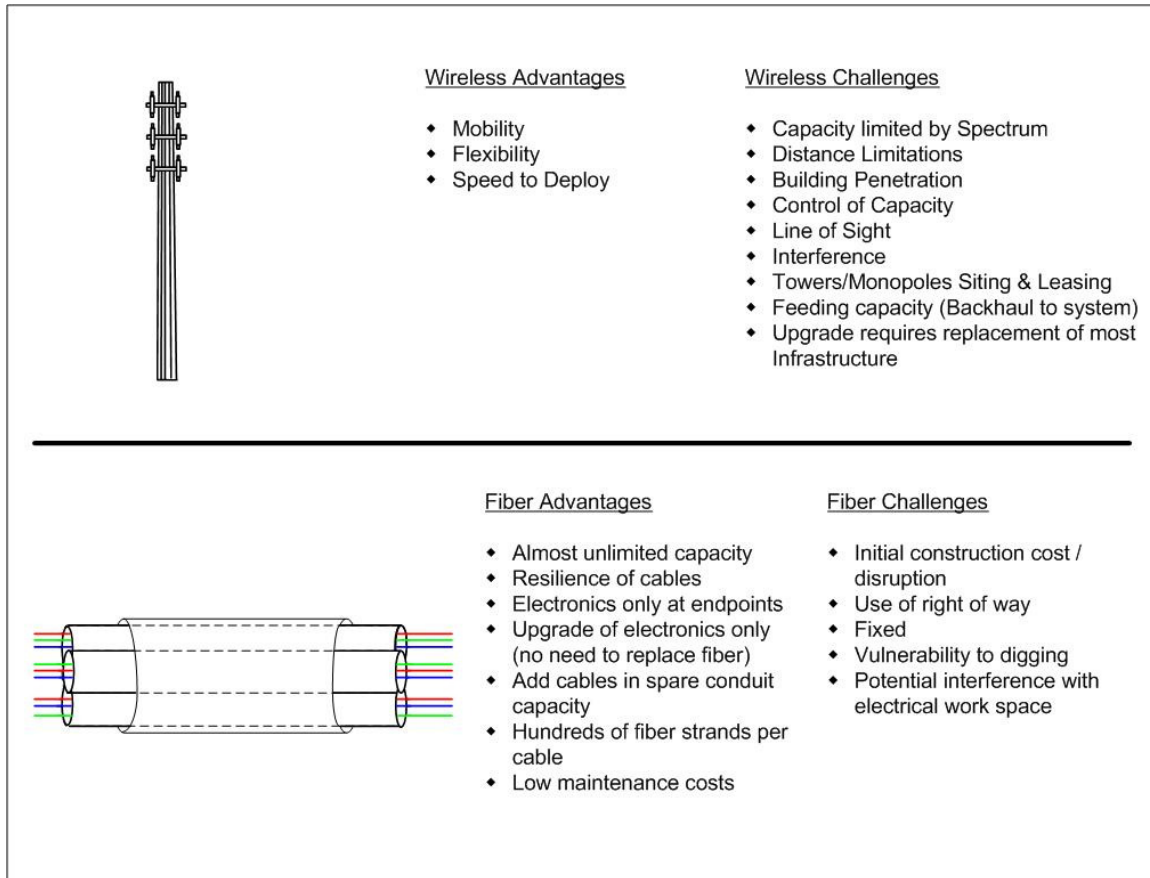 Wireless Advantages
◆ Mobility
◆ Flexibility
◆ Speed to Deploy
Wireless Challenges
◆ Capacity limited by Spectrum
◆ Distance Limitations
◆ Building Penetration
◆ Control of Capacity
◆ Line of Sight
◆ Interference
◆ Towers/Monopoles Siting & Leasing
◆ Feeding capacity (Backhaul to system)
◆ Upgrade requires replacement of most
Infrastructure
Fiber Advantages
◆ Almost unlimited capacity
◆ Resilience of cables
◆ Electronics only at endpoints
◆ Upgrade of electronics only
(no need to replace fiber)
◆ Add cables in spare conduit
capacity
◆ Hundreds of fiber strands per
cable
◆ Low maintenance costs
Fiber Challenges
◆ Initial construction cost /
disruption
◆ Use of right of way
◆ Fixed
◆ Vulnerability to digging
◆ Potential interference with
electrical work space